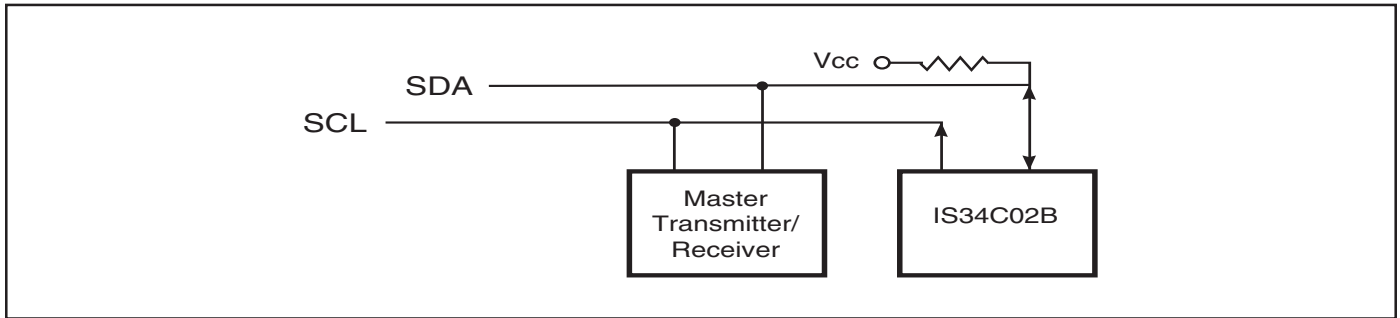 Vcc
SDA
SCL
Master
Transmitter/
Receiver
IS34C02B